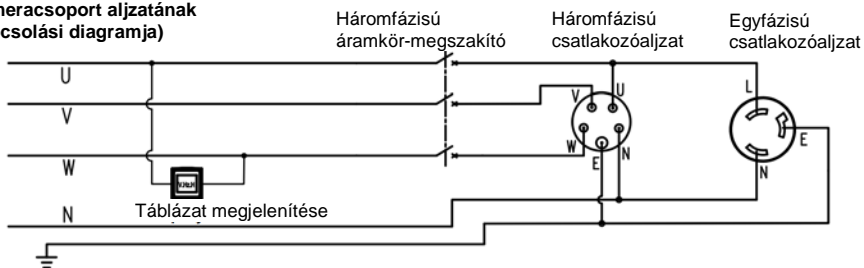 neracsoport aljzatának
csolási diagramja)
Háromfázisú
áramkör-megszakító
Háromfázisú
csatlakozóaljzat
Egyfázisú
csatlakozóaljzat
U
V
W
N
V
U
W
E
N
L
E
N
Táblázat megjelenítése